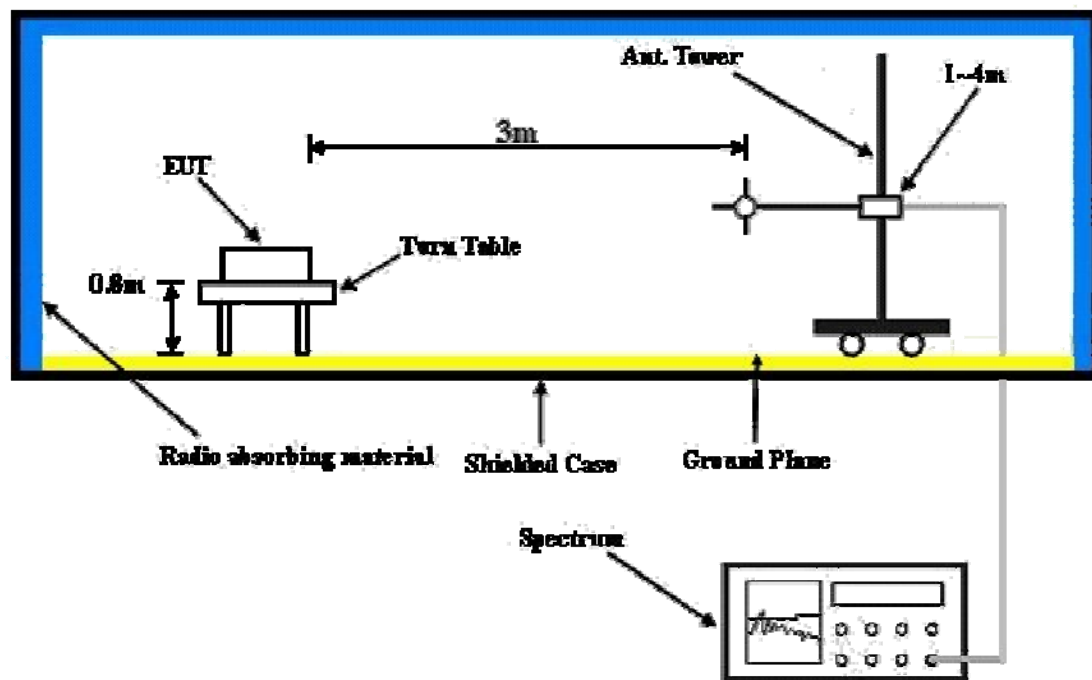 Ant. Tower
1~4m
3m
EUT
Turn Table
0.8m
Radio absorbing material
Shielded Case
Ground Plane
Spectrum